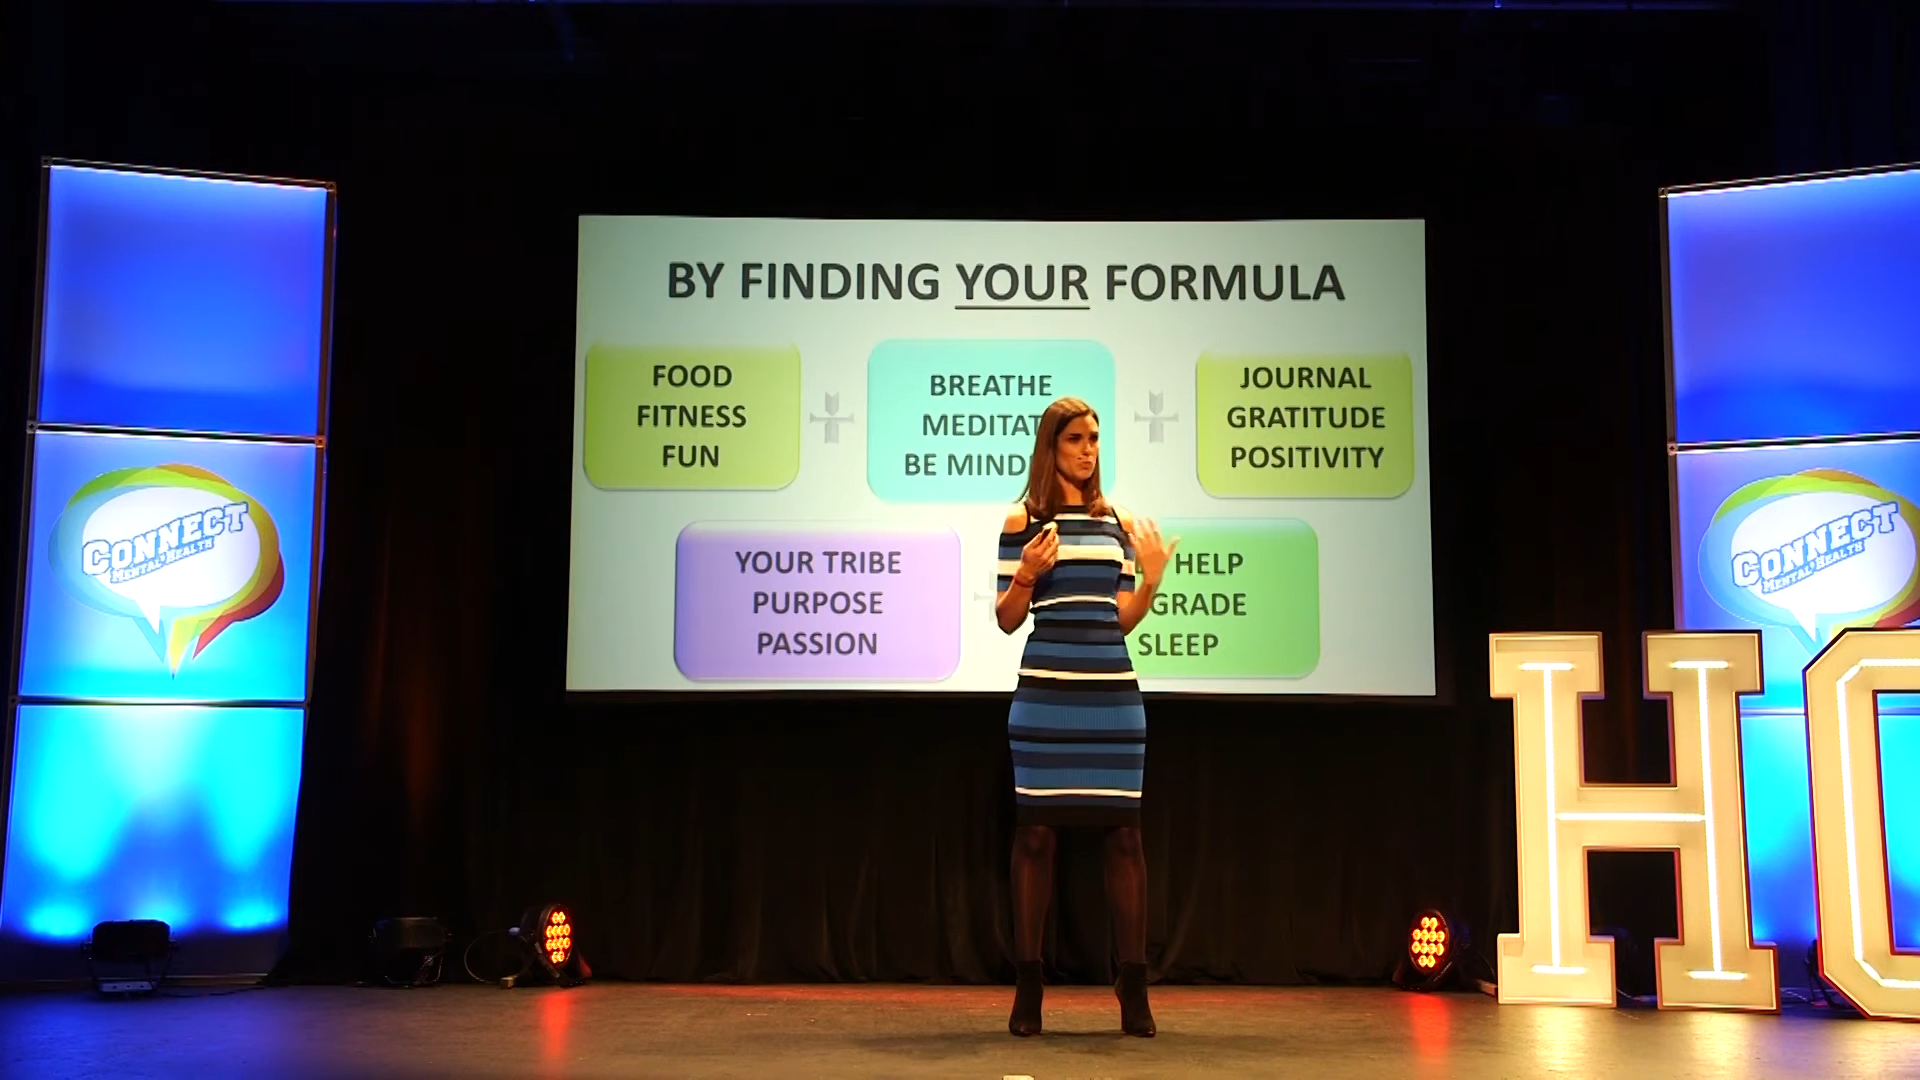 BY FINDING YOUR FORMULA
FOOD
FITNESS
FUN
BREATHE
BE
JOURNAL
GRATITUDE
POSITIVITY
YOUR TRIBE
PURPOSE
PASSION
HELP
SLEEP
CONNECT
MENTAL HEALTH
CONNECT
MENTAL HEALTH